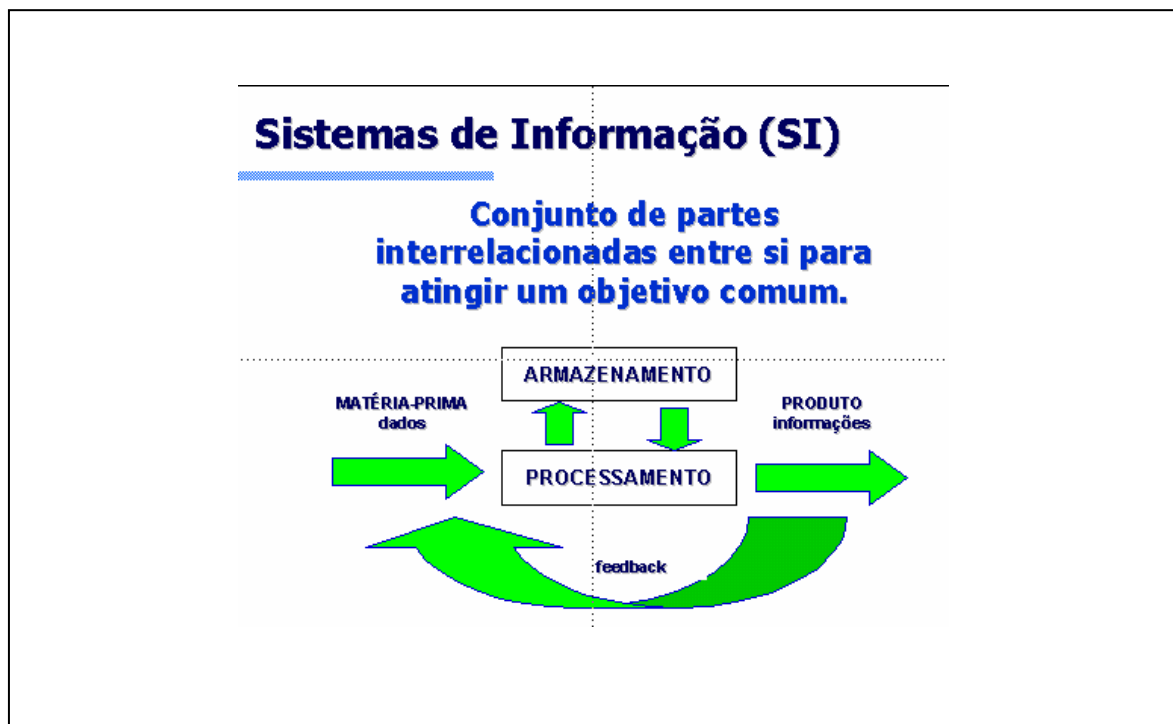 Sistemas de Informação (SI)
Conjunto de partes
interrelacionadas entre si para
atingir um objetivo comum.
ARMAZENAMENTO
MATÉRIA-PRIMA
dados
PRODUTO
informações
PROCESSAMENTO
feedback